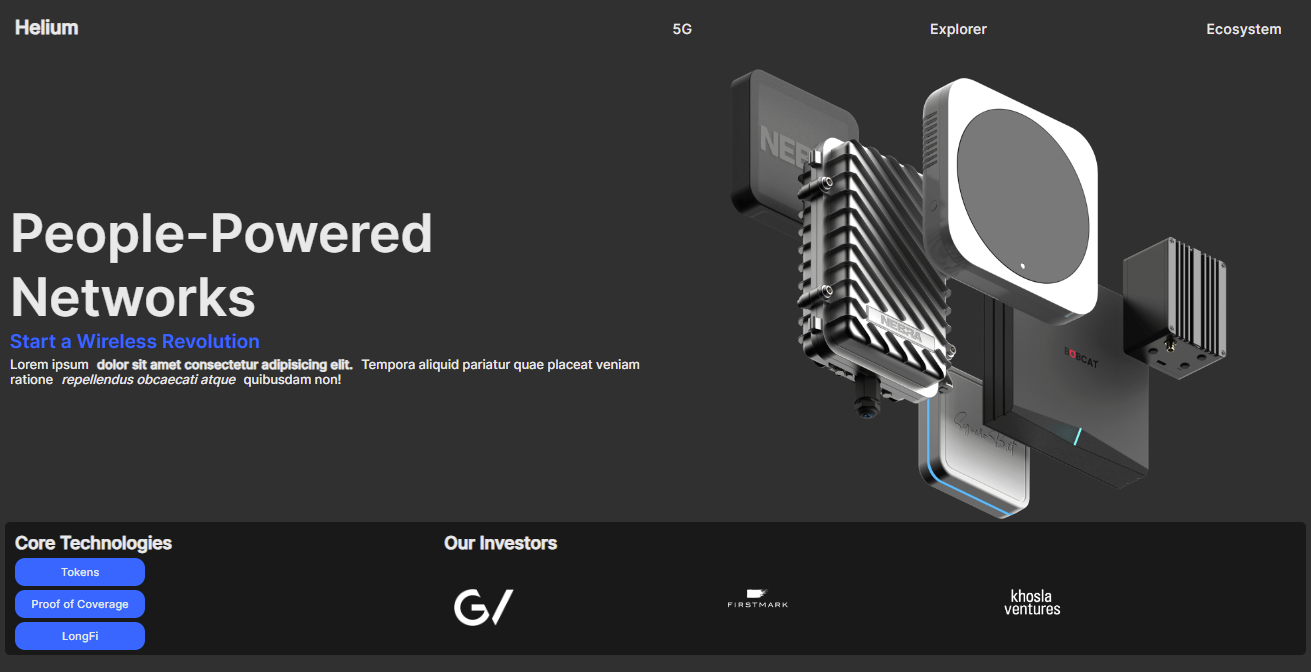 Helium
5G
Explorer
Ecosystem
People-Powered
Networks
Start a Wireless Revolution
Lorem ipsum dolor sit amet consectetur adipisicing elit. Tempora aliquid pariatur quae placeat veniam
ratione repellendus obcaecati atque quibusdam non!
NEBRA
BOBCAT
Core Technologies
Tokens
Proof of Coverage
LongFi
Our Investors
GV
FIRSTMARK
khosla
ventures